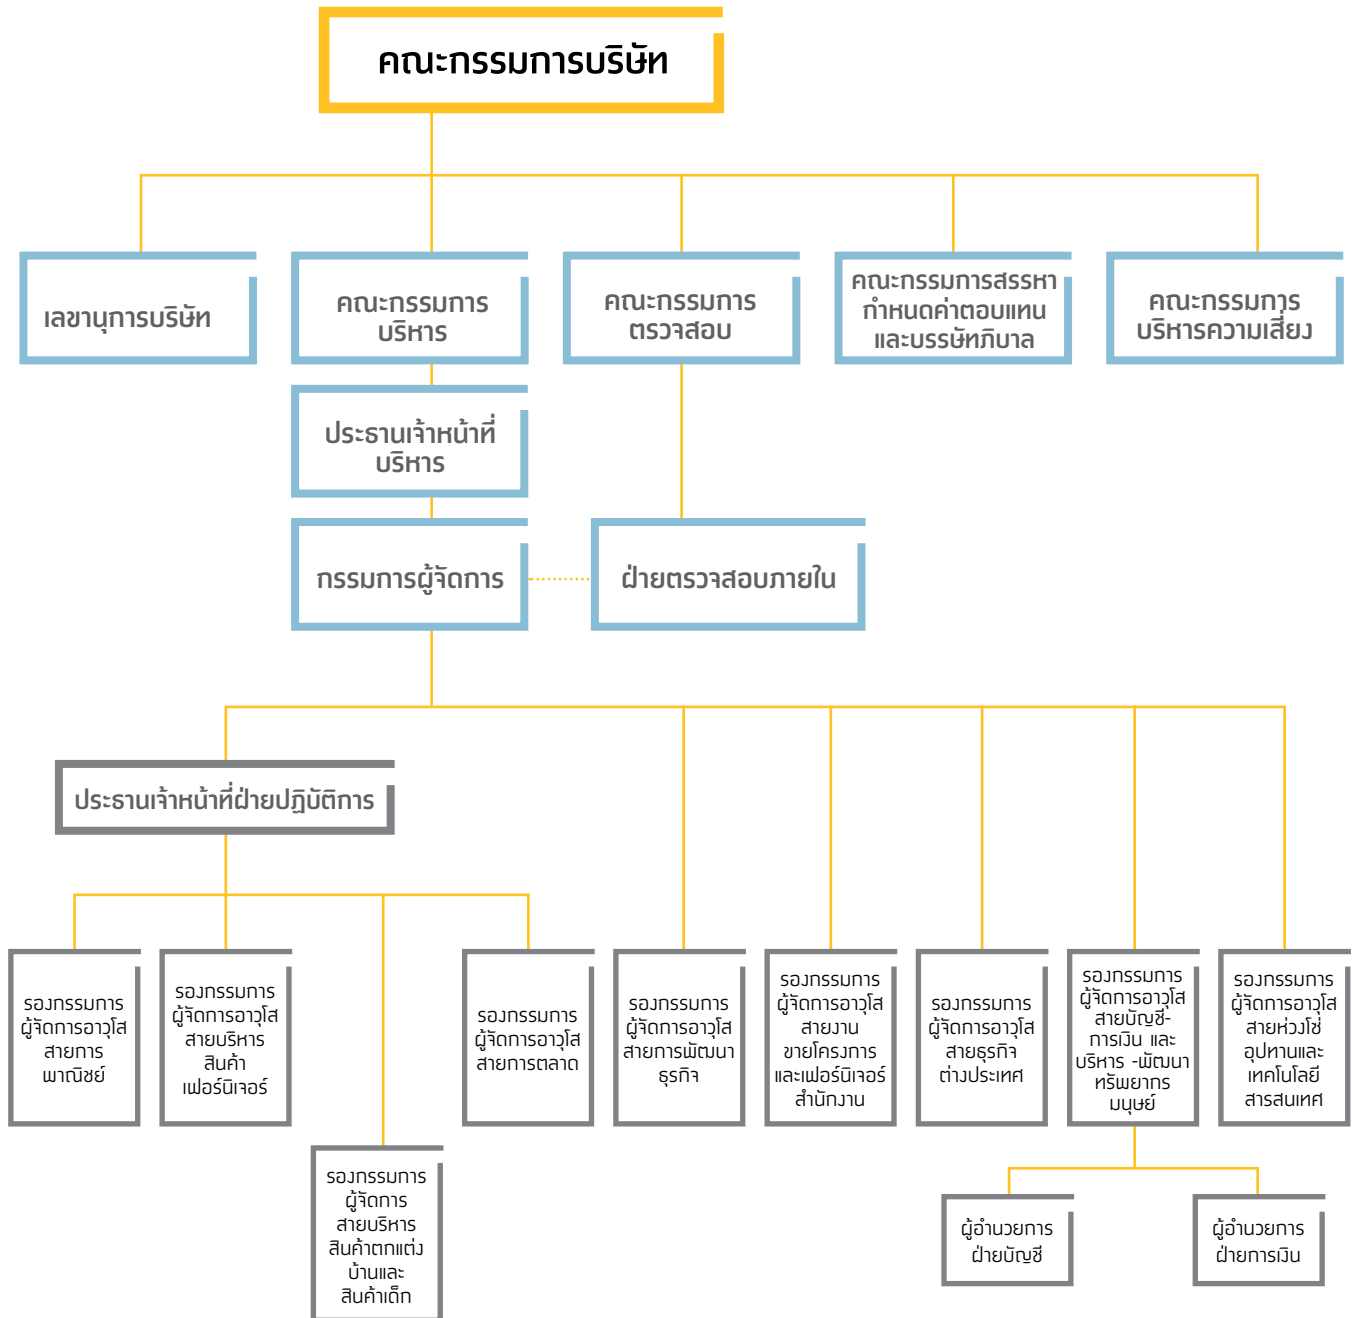 คณะกรรมการบริษัท
เลขานุการบริษัท
คณะกรรมการ
บริหาร
คณะกรรมการ
ตรวจสอบ
คณะกรรมการสรรหา
กำหนดค่าตอบแทน
และบรรษัทภิบาล
คณะกรรมการ
บริหารความเสี่ยง
ประธานเจ้าหน้าที่
บริหาร
กรรมการผู้จัดการ
ฝ่ายตรวจสอบภายใน
ประธานเจ้าหน้าที่ฝ่ายปฏิบัติการ
รองกรรมการ
ผู้จัดการอาวุโส
สายการ
พาณิชย์
รองกรรมการ
ผู้จัดการอาวุโส
สายบริหาร
สินค้า
เฟอร์นิเจอร์
รองกรรมการ
ผู้จัดการ
สายบริหาร
สินค้าตกแต่ง
บ้านและ
สินค้าเด็ก
รองกรรมการ
ผู้จัดการอาวุโส
สายการตลาด
รองกรรมการ
ผู้จัดการอาวุโส
สายการพัฒนา
ธุรกิจ
รองกรรมการ
ผู้จัดการอาวุโส
สายงาน
ขายโครงการ
และเฟอร์นิเจอร์
สำนักงาน
รองกรรมการ
ผู้จัดการอาวุโส
สายธุรกิจ
ต่างประเทศ
รองกรรมการ
ผู้จัดการอาวุโส
สายบัญชี-
การเงิน และ
บริหาร -พัฒนา
ทรัพยากร
มนุษย์
รองกรรมการ
ผู้จัดการอาวุโส
สายห่วงโซ่
อุปทานและ
เทคโนโลยี
สารสนเทศ
ผู้อำนวยการ
ฝ่ายบัญชี
ผู้อำนวยการ
ฝ่ายการเงิน